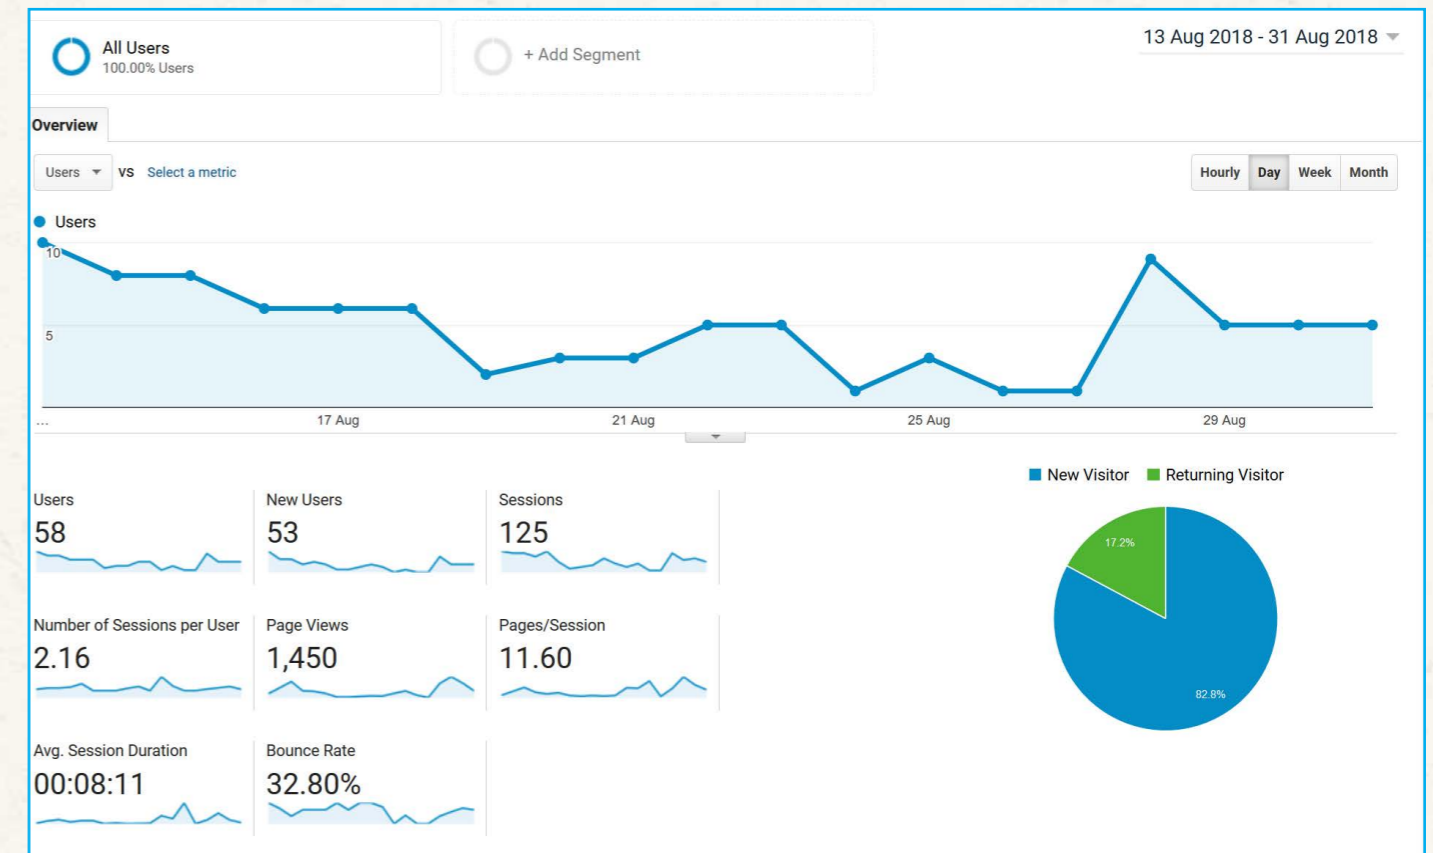 All Users
100.00% Users
+ Add Segment
13 Aug 2018 - 31 Aug 2018
Overview
Users
VS
Select a metric
Hourly
Day
Week
Month
Users
10
5
...
17 Aug
21 Aug
25 Aug
29 Aug
Users
58
New Users
53
Sessions
125
Number of Sessions per User
2.16
Page Views
1,450
Pages/Session
11.60
Avg. Session Duration
00:08:11
Bounce Rate
32.80%
New Visitor
Returning Visitor
17.2%
82.8%